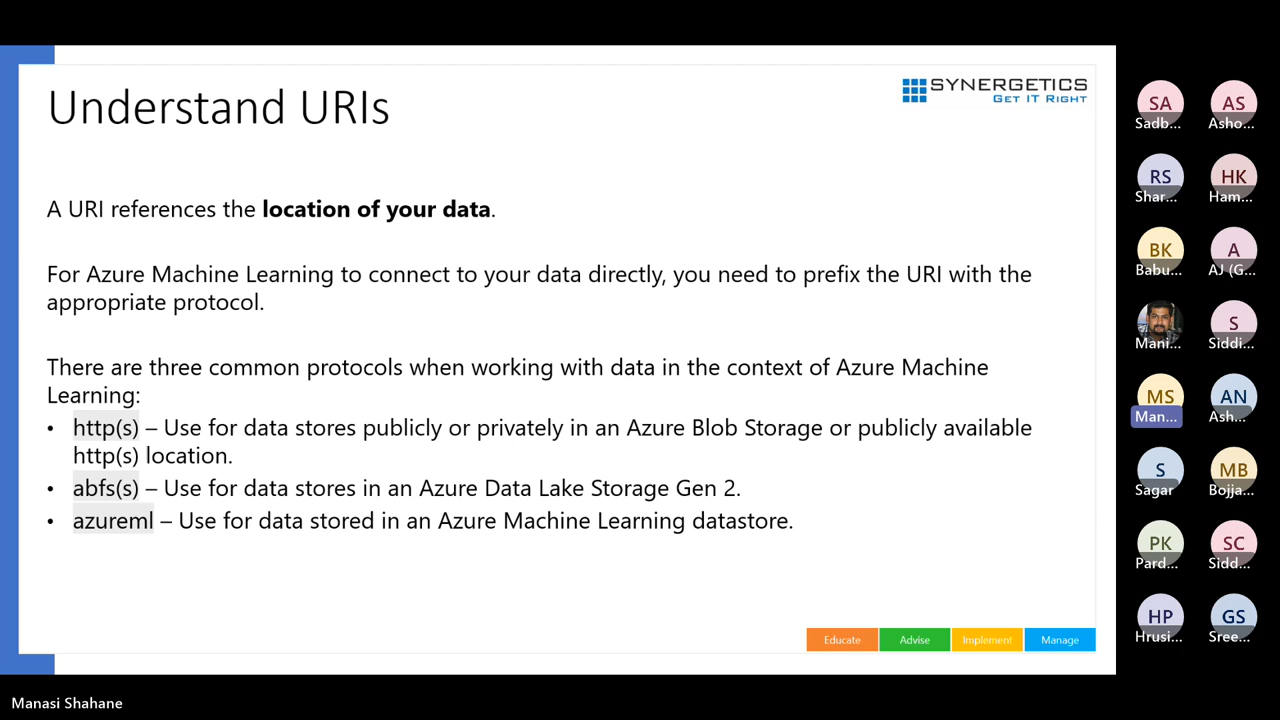 Understand URIs
SYNERGETICS
GET IT RIGHT
A URI references the location of your data.
For Azure Machine Learning to connect to your data directly, you need to prefix the URI with the
appropriate protocol.
There are three common protocols when working with data in the context of Azure Machine
Learning:
• http(s) – Use for data stores publicly or privately in an Azure Blob Storage or publicly available
http(s) location.
• abfs(s) – Use for data stores in an Azure Data Lake Storage Gen 2.
• azureml – Use for data stored in an Azure Machine Learning datastore.
Educate Advise Implement Manage
SA AS
Sadb... Asho...
RS HK
Shar... Ham...
BK A
Babu... AJ (G...
S
Mani... Siddi...
MS AN
Man... Ash...
S MB
Sagar Bojja...
PK SC
Pard... Sidd...
HP GS
Hrusi... Sree...
Manasi Shahane